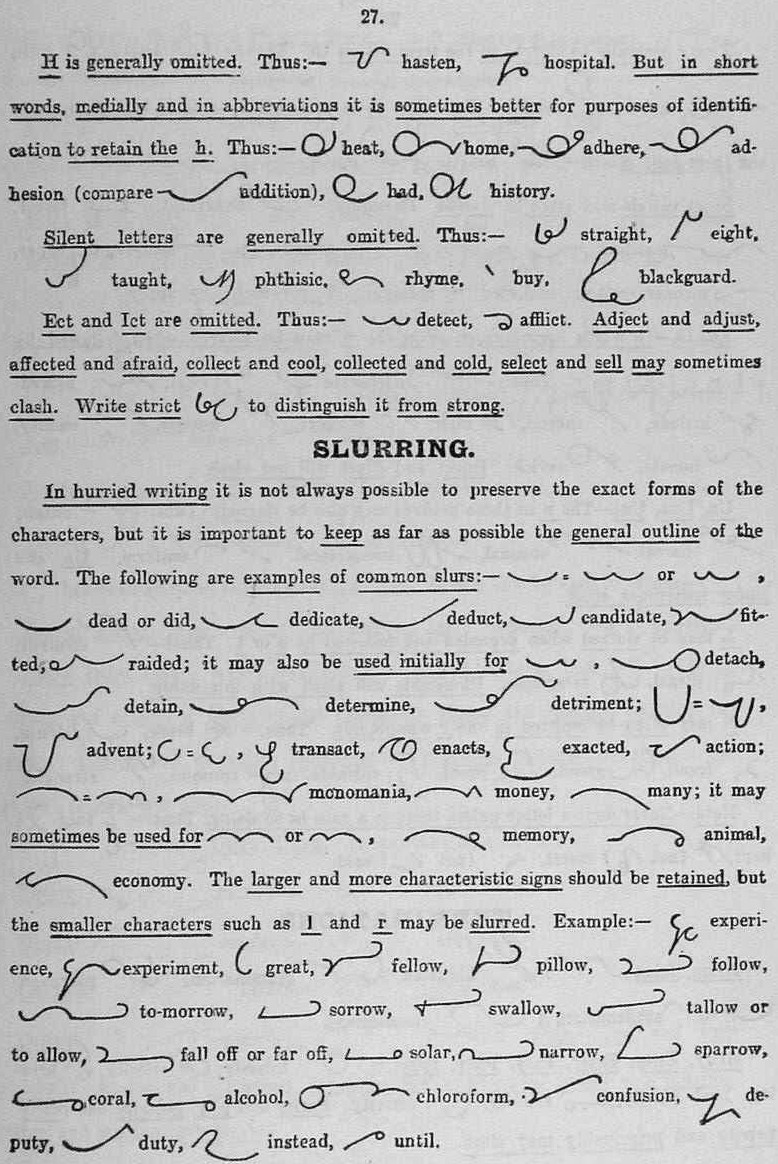 27.
H is generally omitted. Thus:— hasten, hospital. But in short
words, medially and in abbreviations it is sometimes better for purposes of identifi-
cation to retain the h. Thus:— heat, home, adhere, ad-
hesion (compare addition), had, history.
Silent letters are generally omitted. Thus:— straight, eight,
taught, phthisic, rhyme, buy, blackguard.
Ect and Ict are omitted. Thus:— detect, afflict. Adject and adjust,
affected and afraid, collect and cool, collected and cold, select and sell may sometimes
clash. Write strict to distinguish it from strong.
SLURRING.
In hurried writing it is not always possible to preserve the exact forms of the
characters, but it is important to keep as far as possible the general outline of the
word. The following are examples of common slurs:— = or ,
dead or did, dedicate, deduct, candidate, fit-
ted, raided; it may also be used initially for , detach,
detain, determine, detriment; = ,
advent; = , transact, enacts, exacted, action;
= , monomania, money, many; it may
sometimes be used for or , memory, animal,
economy. The larger and more characteristic signs should be retained, but
the smaller characters such as l and r may be slurred. Example:— experi-
ence, experiment, great, fellow, pillow, follow,
to-morrow, sorrow, swallow, tallow or
to allow, fall off or far off, solar, narrow, sparrow,
coral, alcohol, chloroform, confusion, de-
puty, duty, instead, until.